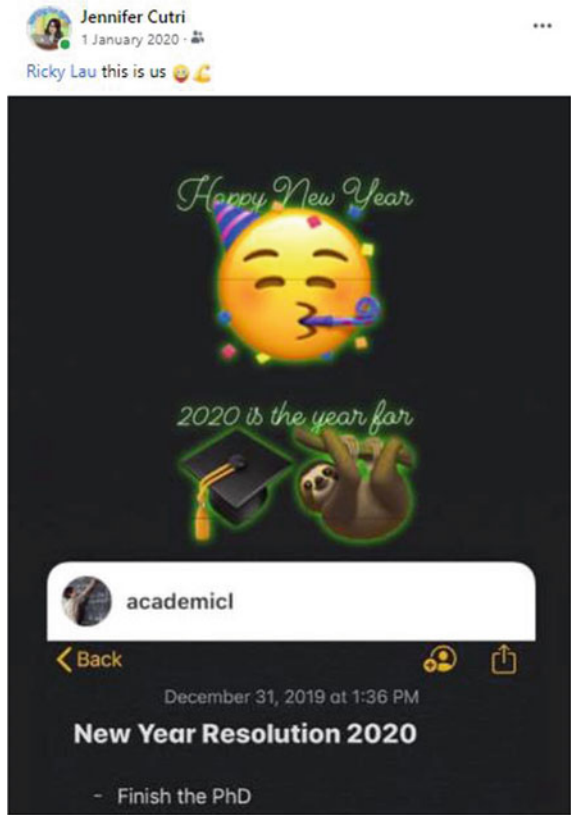 Jennifer Cutri
1 January 2020 ·
Ricky Lau this is us
Happy New Year
2020 is the year for
academicl
Back
December 31, 2019 at 1:36 PM
New Year Resolution 2020
- Finish the PhD